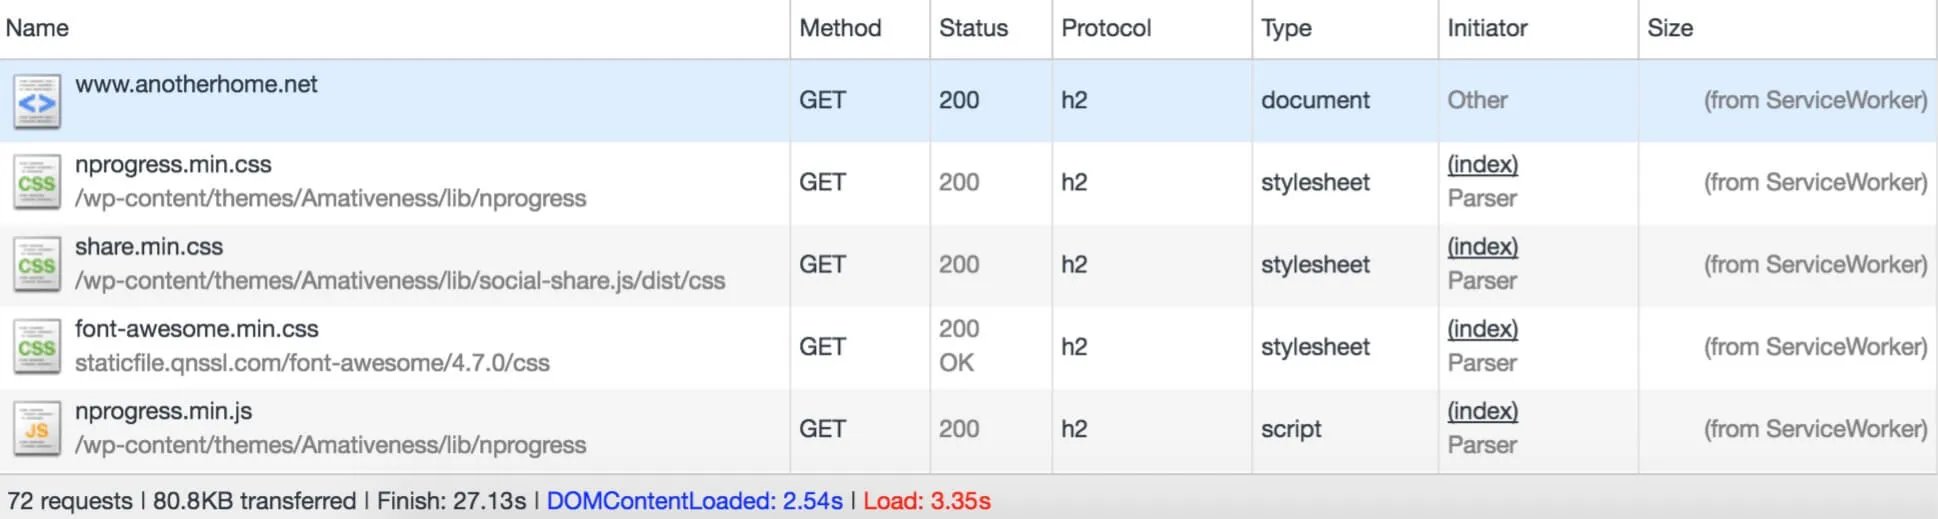 Name Method Status Protocol Type Initiator Size
<> www.anotherhome.net GET 200 h2 document Other (from ServiceWorker)
CSS nprogress.min.css GET 200 h2 stylesheet (index) (from ServiceWorker)
/wp-content/themes/Amativeness/lib/nprogress Parser
CSS share.min.css GET 200 h2 stylesheet (index) (from ServiceWorker)
/wp-content/themes/Amativeness/lib/social-share.js/dist/css Parser
CSS font-awesome.min.css GET 200 h2 stylesheet (index) (from ServiceWorker)
staticfile.qnssl.com/font-awesome/4.7.0/css OK Parser
JS nprogress.min.js GET 200 h2 script (index) (from ServiceWorker)
/wp-content/themes/Amativeness/lib/nprogress Parser
72 requests | 80.8KB transferred | Finish: 27.13s | DOMContentLoaded: 2.54s | Load: 3.35s